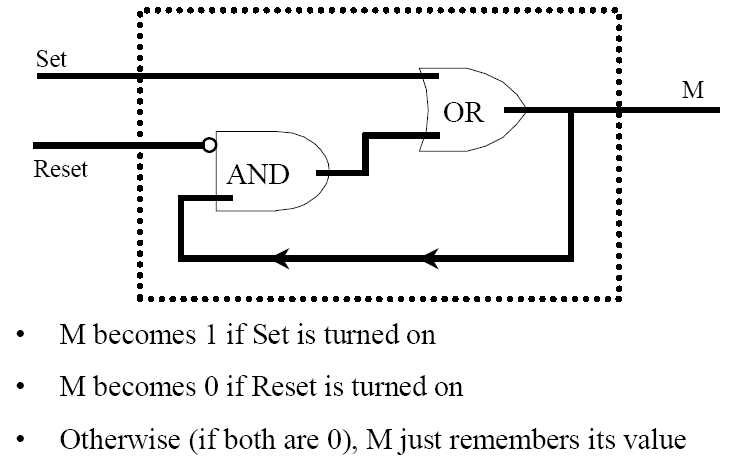 Set
M
OR
Reset
AND
• M becomes 1 if Set is turned on
• M becomes 0 if Reset is turned on
• Otherwise (if both are 0), M just remembers its value